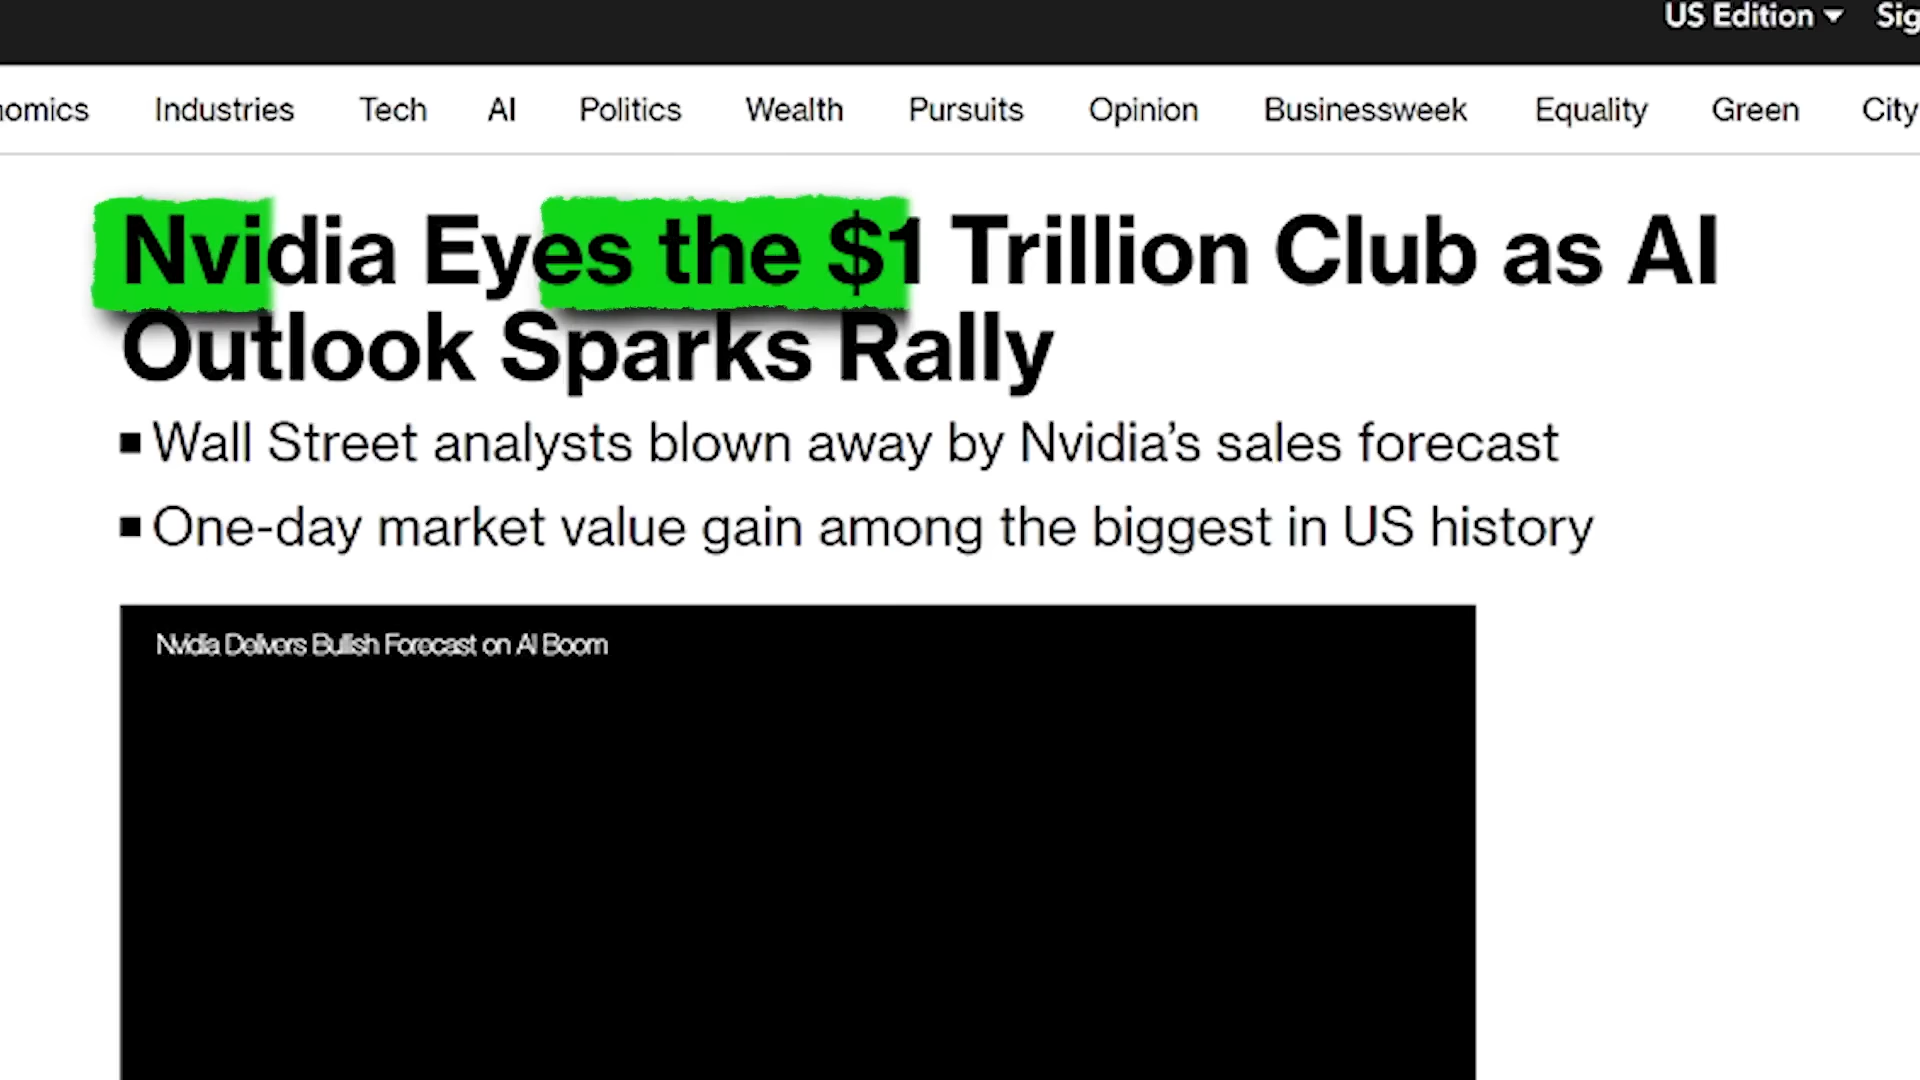 US Edition
Industries Tech AI Politics Wealth Pursuits Opinion Businessweek Equality Green City
Nvidia Eyes the $1 Trillion Club as AI
Outlook Sparks Rally
Wall Street analysts blown away by Nvidia's sales forecast
One-day market value gain among the biggest in US history
Nvidia Delivers Bullish Forecast on AI Boom